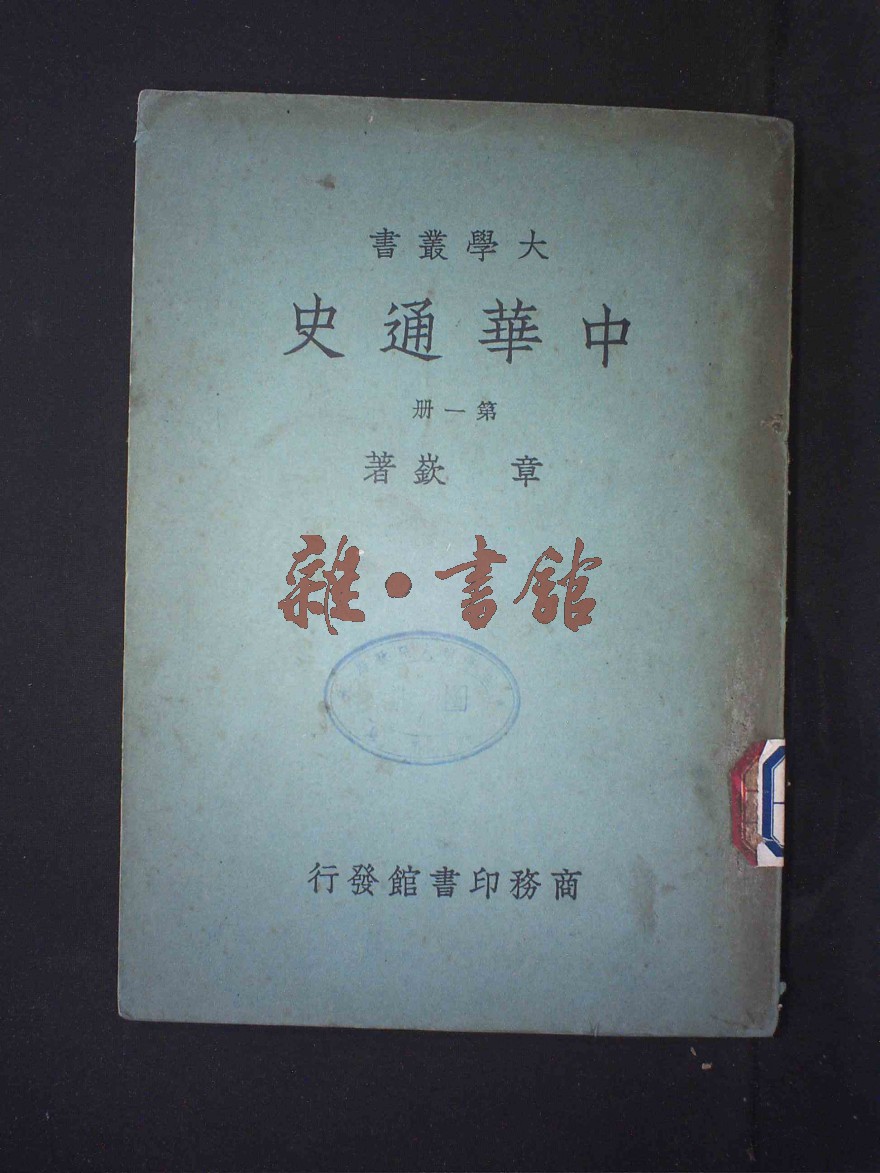 大學叢書
中華通史
第一册
章嶔著
雜·書館
商務印書館發行